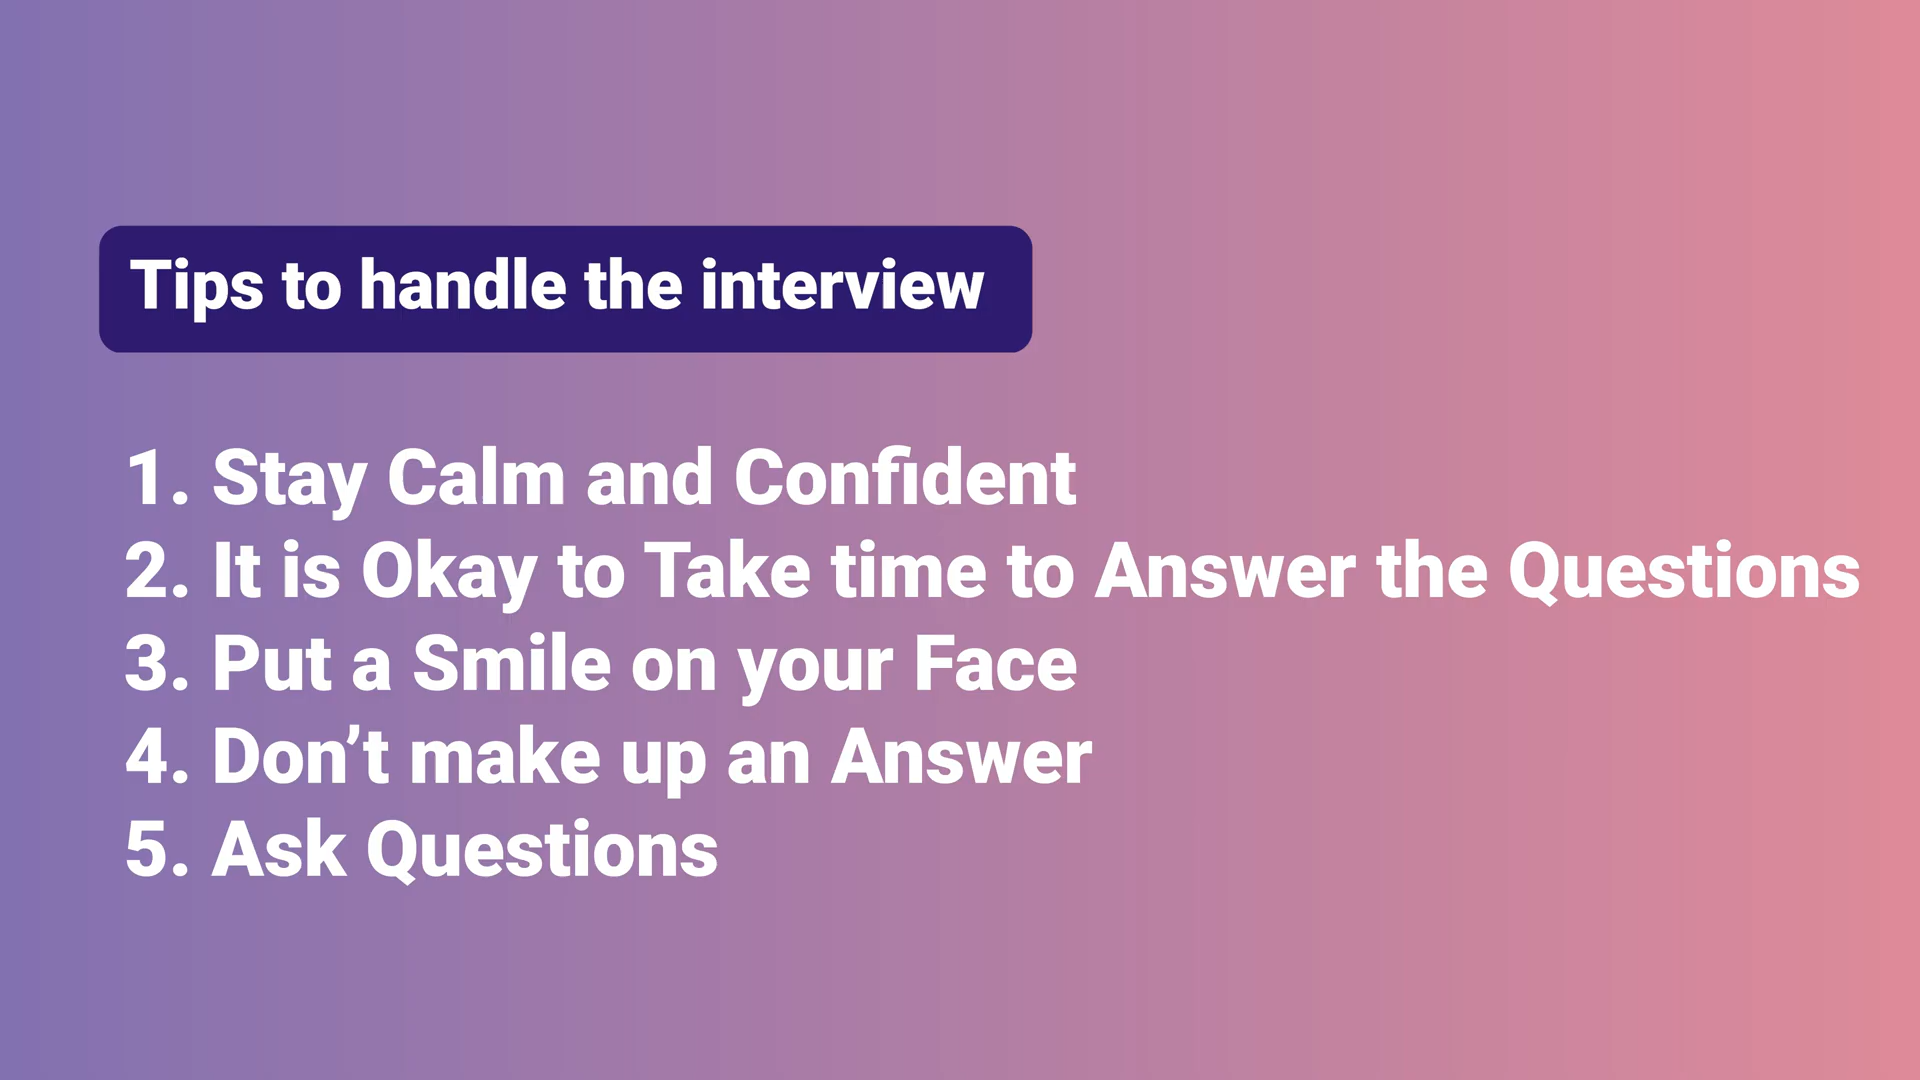 Tips to handle the interview
1. Stay Calm and Confident
2. It is Okay to Take time to Answer the Questions
3. Put a Smile on your Face
4. Don’t make up an Answer
5. Ask Questions